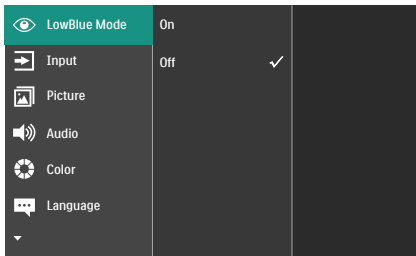 LowBlue Mode
On
Input
Off
Picture
Audio
Color
Language